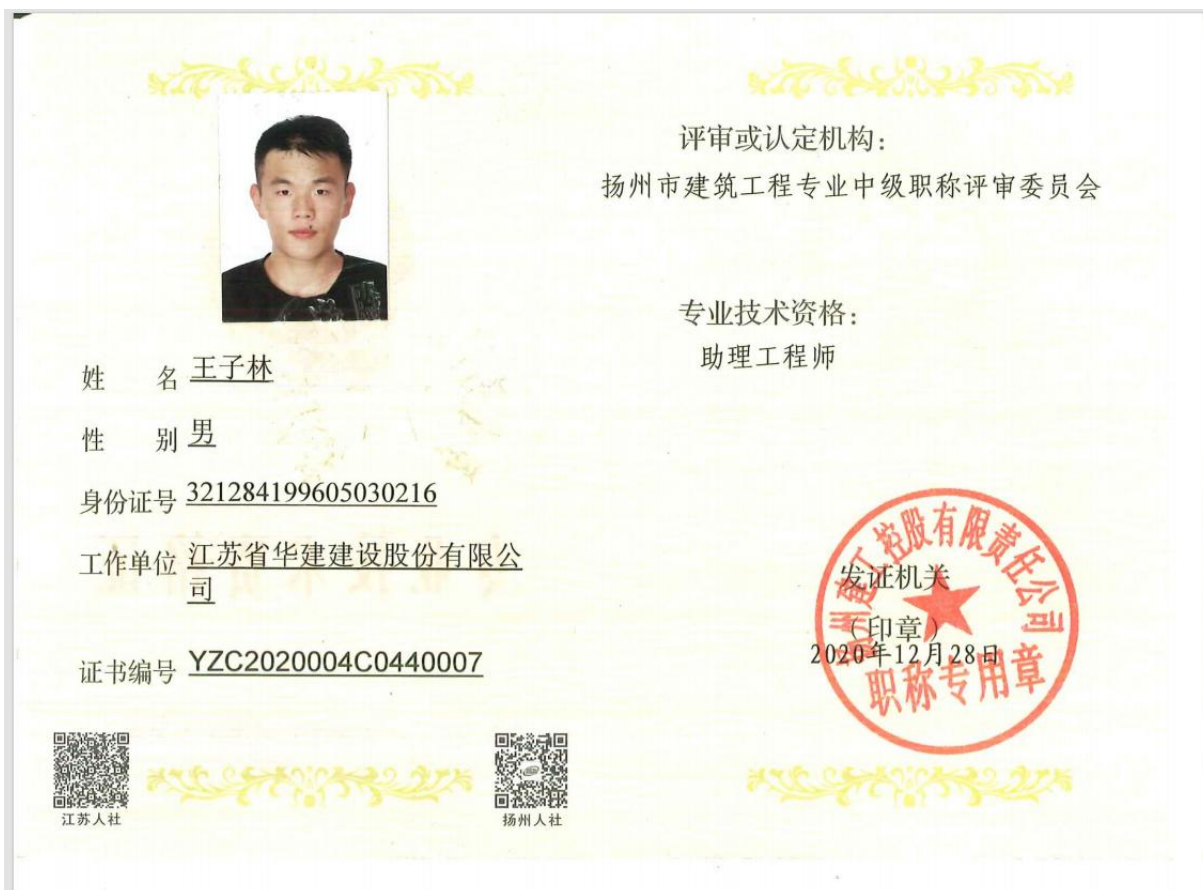 姓 名 王子林
性 别 男
身份证号 321284199605030216
工作单位 江苏省华建建设股份有限公
司
证书编号 YZC2020004C0440007
江苏人社
扬州人社
评审或认定机构：
扬州市建筑工程专业中级职称评审委员会
专业技术资格：
助理工程师
扬州建工控股有限责任公司
发证机关
（印章）
2020年12月28日
职称专用章